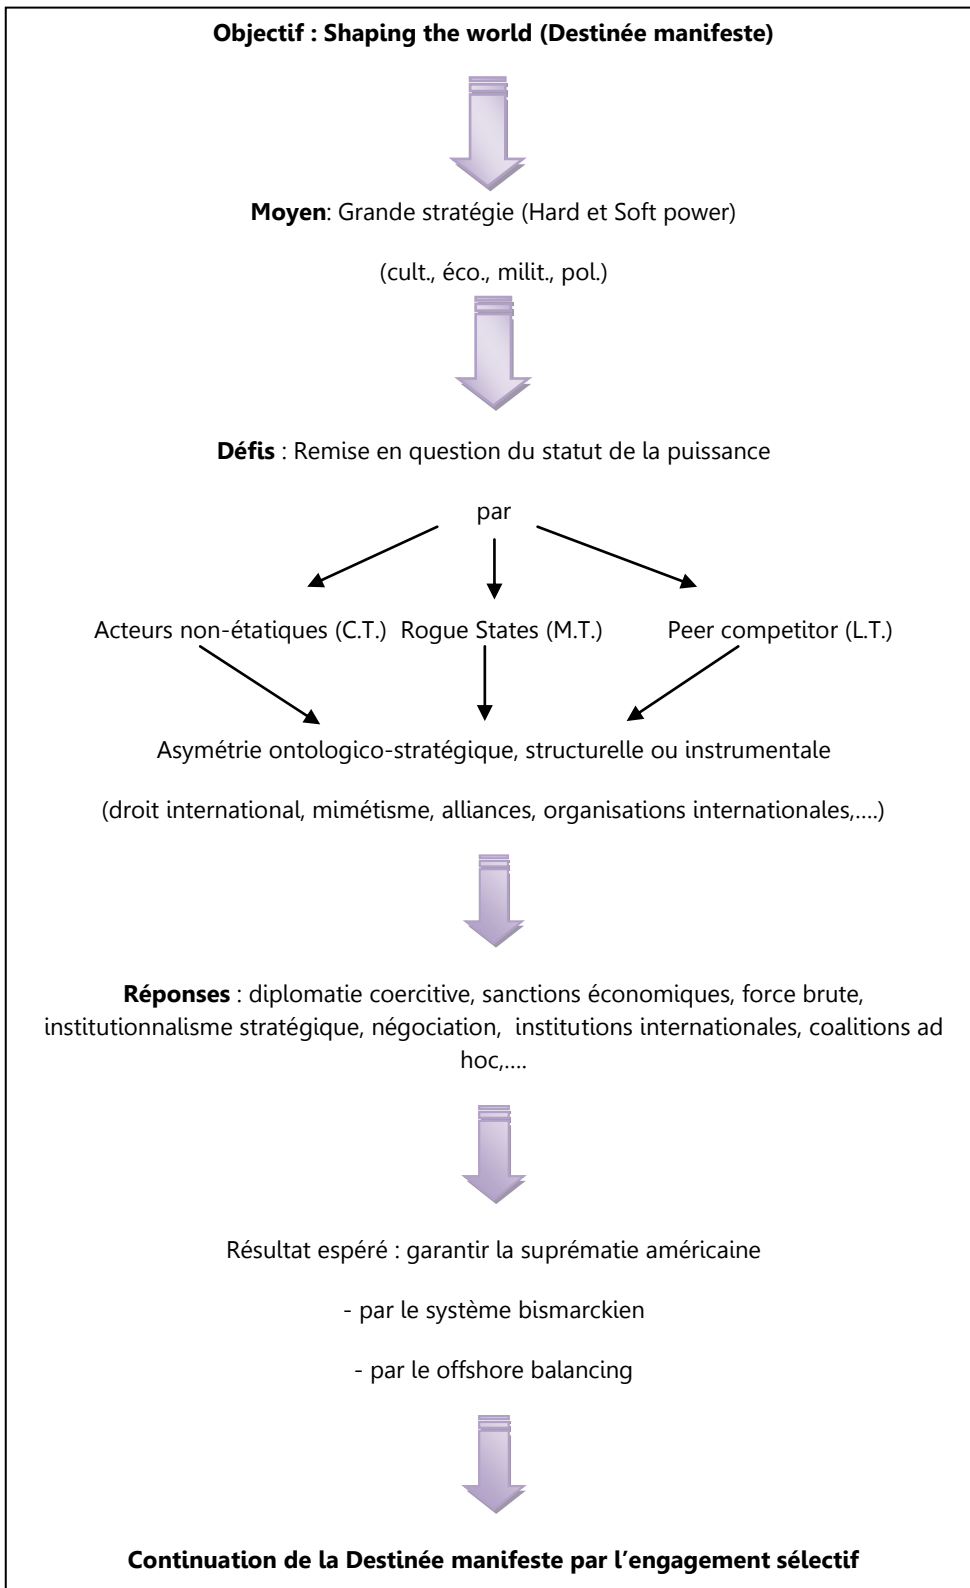 Objectif : Shaping the world (Destinée manifeste)
Moyen: Grande stratégie (Hard et Soft power)
(cult., éco., milit., pol.)
Défis : Remise en question du statut de la puissance
par
Acteurs non-étatiques (C.T.) Rogue States (M.T.) Peer competitor (L.T.)
Asymétrie ontologico-stratégique, structurelle ou instrumentale
(droit international, mimétisme, alliances, organisations internationales,....)
Réponses : diplomatie coercitive, sanctions économiques, force brute,
institutionnalisme stratégique, négociation, institutions internationales, coalitions ad
hoc,....
Résultat espéré : garantir la suprématie américaine
- par le système bismarckien
- par le offshore balancing
Continuation de la Destinée manifeste par l’engagement sélectif